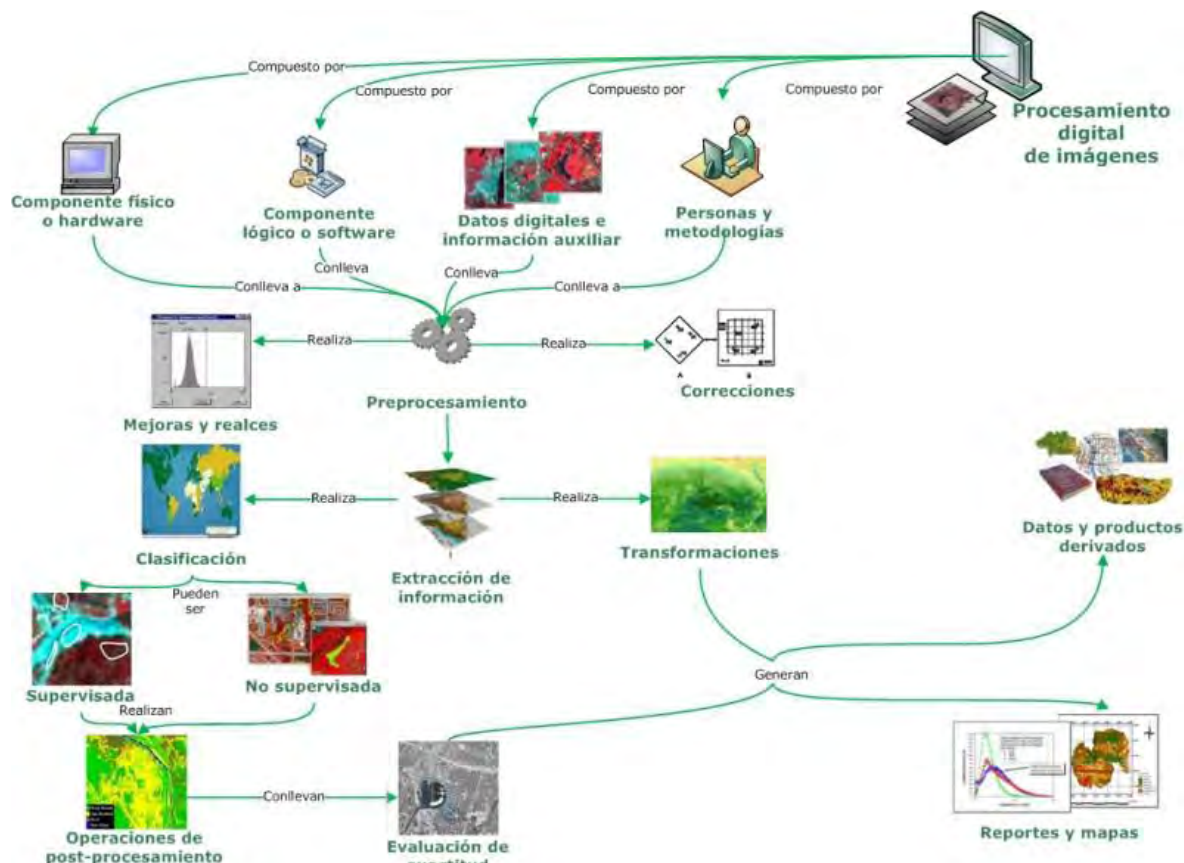 Compuesto por
Compuesto por
Compuesto por
Compuesto por
Procesamiento
digital
de imágenes
Componente físico
o hardware
Componente
lógico o software
Datos digitales e
información auxiliar
Personas y
metodologías
Conlleva a
Conlleva
Conlleva
Conlleva a
Realiza
Realiza
A
B
Mejoras y realces
Preprocesamiento
Correcciones
Realiza
Realiza
Clasificación
Extracción de
información
Transformaciones
Datos y productos
derivados
Pueden
ser
Supervisada
No supervisada
Realizan
Generan
Operaciones de
post-procesamiento
Conllevan
Evaluación de
Reportes y mapas